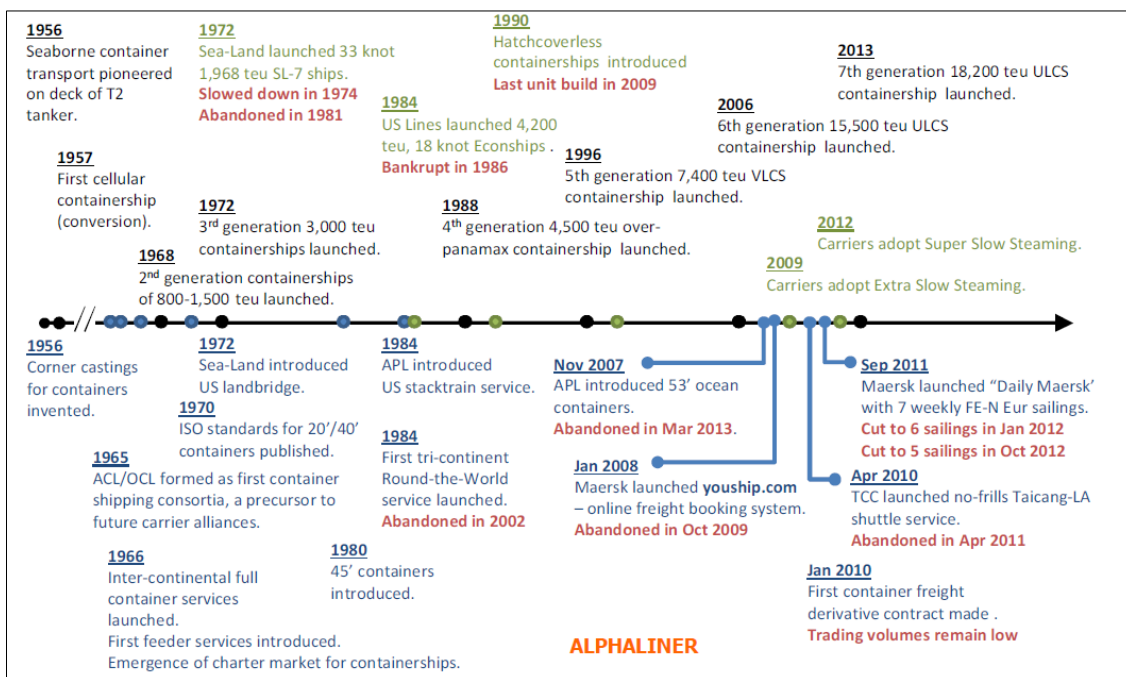 1956
Seaborne container
transport pioneered
on deck of T2
tanker.
1972
Sea-Land launched 33 knot
1,968 teu SL-7 ships.
Slowed down in 1974
Abandoned in 1981
1990
Hatchcoverless
containerships introduced
Last unit build in 2009
2013
7th generation 18,200 teu ULCS
containership launched.
1984
US Lines launched 4,200
teu, 18 knot Econships .
Bankrupt in 1986
2006
6th generation 15,500 teu ULCS
containership launched.
1957
First cellular
containership
(conversion).
1996
5th generation 7,400 teu VLCS
containership launched.
1972
3rd generation 3,000 teu
containerships launched.
1988
4th generation 4,500 teu over-
panamax containership launched.
2012
Carriers adopt Super Slow Steaming.
1968
2nd generation containerships
of 800-1,500 teu launched.
2009
Carriers adopt Extra Slow Steaming.
1956
Corner castings
for containers
invented.
1972
Sea-Land introduced
US landbridge.
1984
APL introduced
US stacktrain service.
Nov 2007
APL introduced 53’ ocean
containers.
Abandoned in Mar 2013.
Sep 2011
Maersk launched “Daily Maersk’
with 7 weekly FE-N Eur sailings.
Cut to 6 sailings in Jan 2012
Cut to 5 sailings in Oct 2012
1970
ISO standards for 20’/40’
containers published.
1984
First tri-continent
Round-the-World
service launched.
Abandoned in 2002
1965
ACL/OCL formed as first container
shipping consortia, a precursor to
future carrier alliances.
Jan 2008
Maersk launched youship.com
– online freight booking system.
Abandoned in Oct 2009
Apr 2010
TCC launched no-frills Taicang-LA
shuttle service.
Abandoned in Apr 2011
1966
Inter-continental full
container services
launched.
First feeder services introduced.
Emergence of charter market for containerships.
1980
45’ containers
introduced.
Jan 2010
First container freight
derivative contract made .
Trading volumes remain low
ALPHALINER